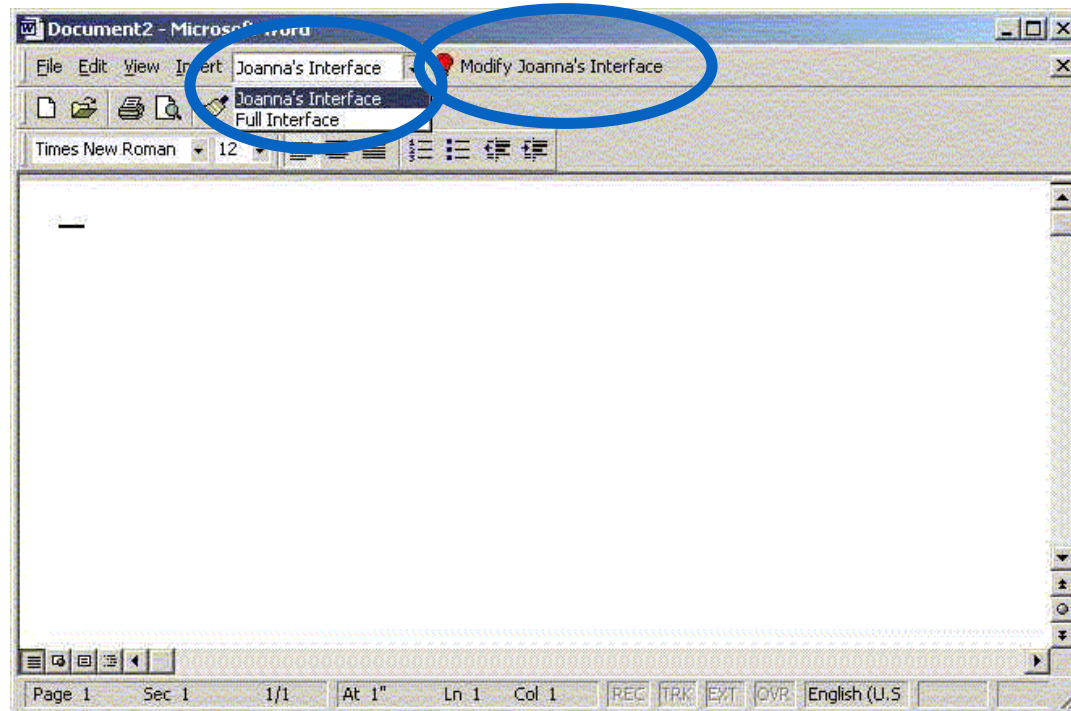 Document2 - Microsoft Word
File Edit View Insert Joanna's Interface Modify Joanna's Interface
Joanna's Interface
Full Interface
Times New Roman 12
Page 1 Sec 1 1/1 At 1" Ln 1 Col 1 REC TRK EXT OVR English (U.S